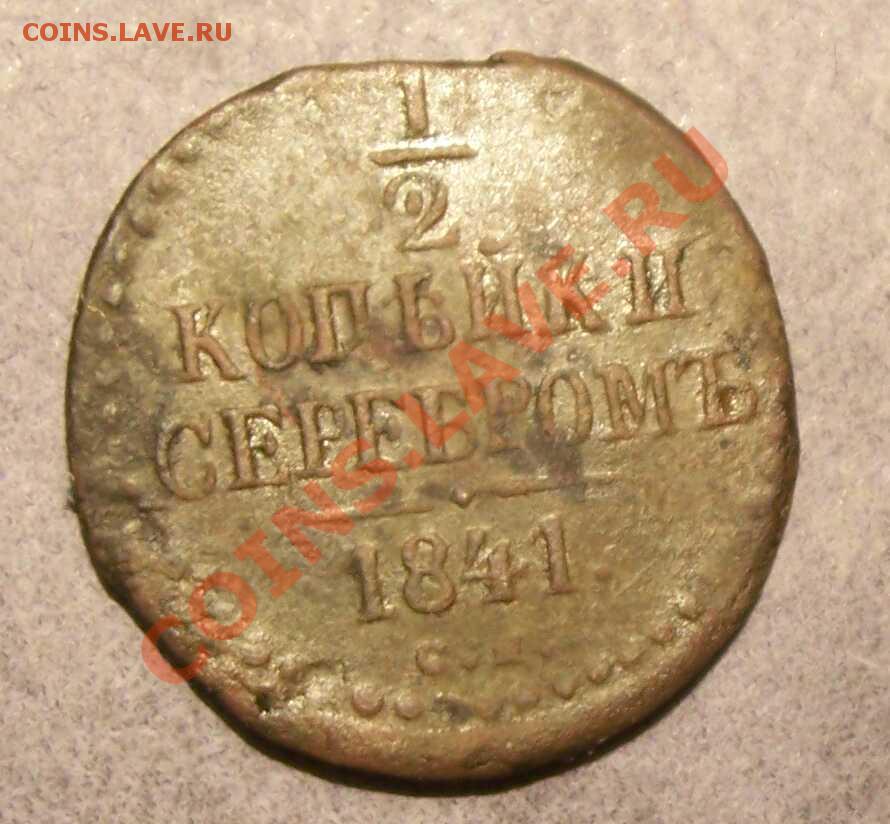 COINS.LAVE.RU
1
2.
КОПѢЙКИ
СЕРЕБРОМЪ
1841.
COINS.LAVE.RU